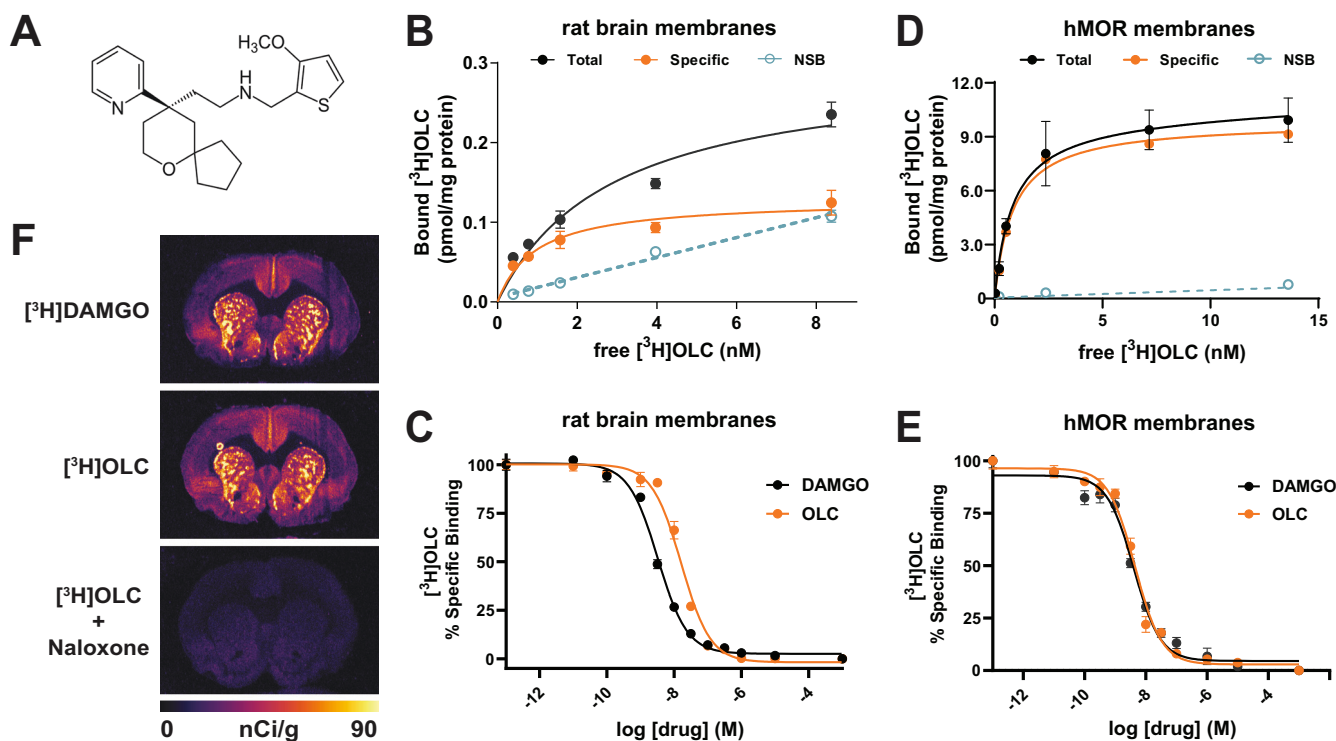 A
H₃CO
H
N
N
S
O
B
rat brain membranes
Total
Specific
NSB
Bound [³H]OLC
(pmol/mg protein)
0.3
0.2
0.1
0.0
0
2
4
6
8
free [³H]OLC (nM)
D
hMOR membranes
Total
Specific
NSB
Bound [³H]OLC
(pmol/mg protein)
12.0
9.0
6.0
3.0
0.0
0
5
10
15
free [³H]OLC (nM)
F
[³H]DAMGO
[³H]OLC
[³H]OLC
+
Naloxone
0 nCi/g 90
C
rat brain membranes
DAMGO
OLC
[³H]OLC
% Specific Binding
100
75
50
25
0
-12
-10
-8
-6
-4
log [drug] (M)
E
hMOR membranes
DAMGO
OLC
[³H]OLC
% Specific Binding
100
75
50
25
0
-12
-10
-8
-6
-4
log [drug] (M)